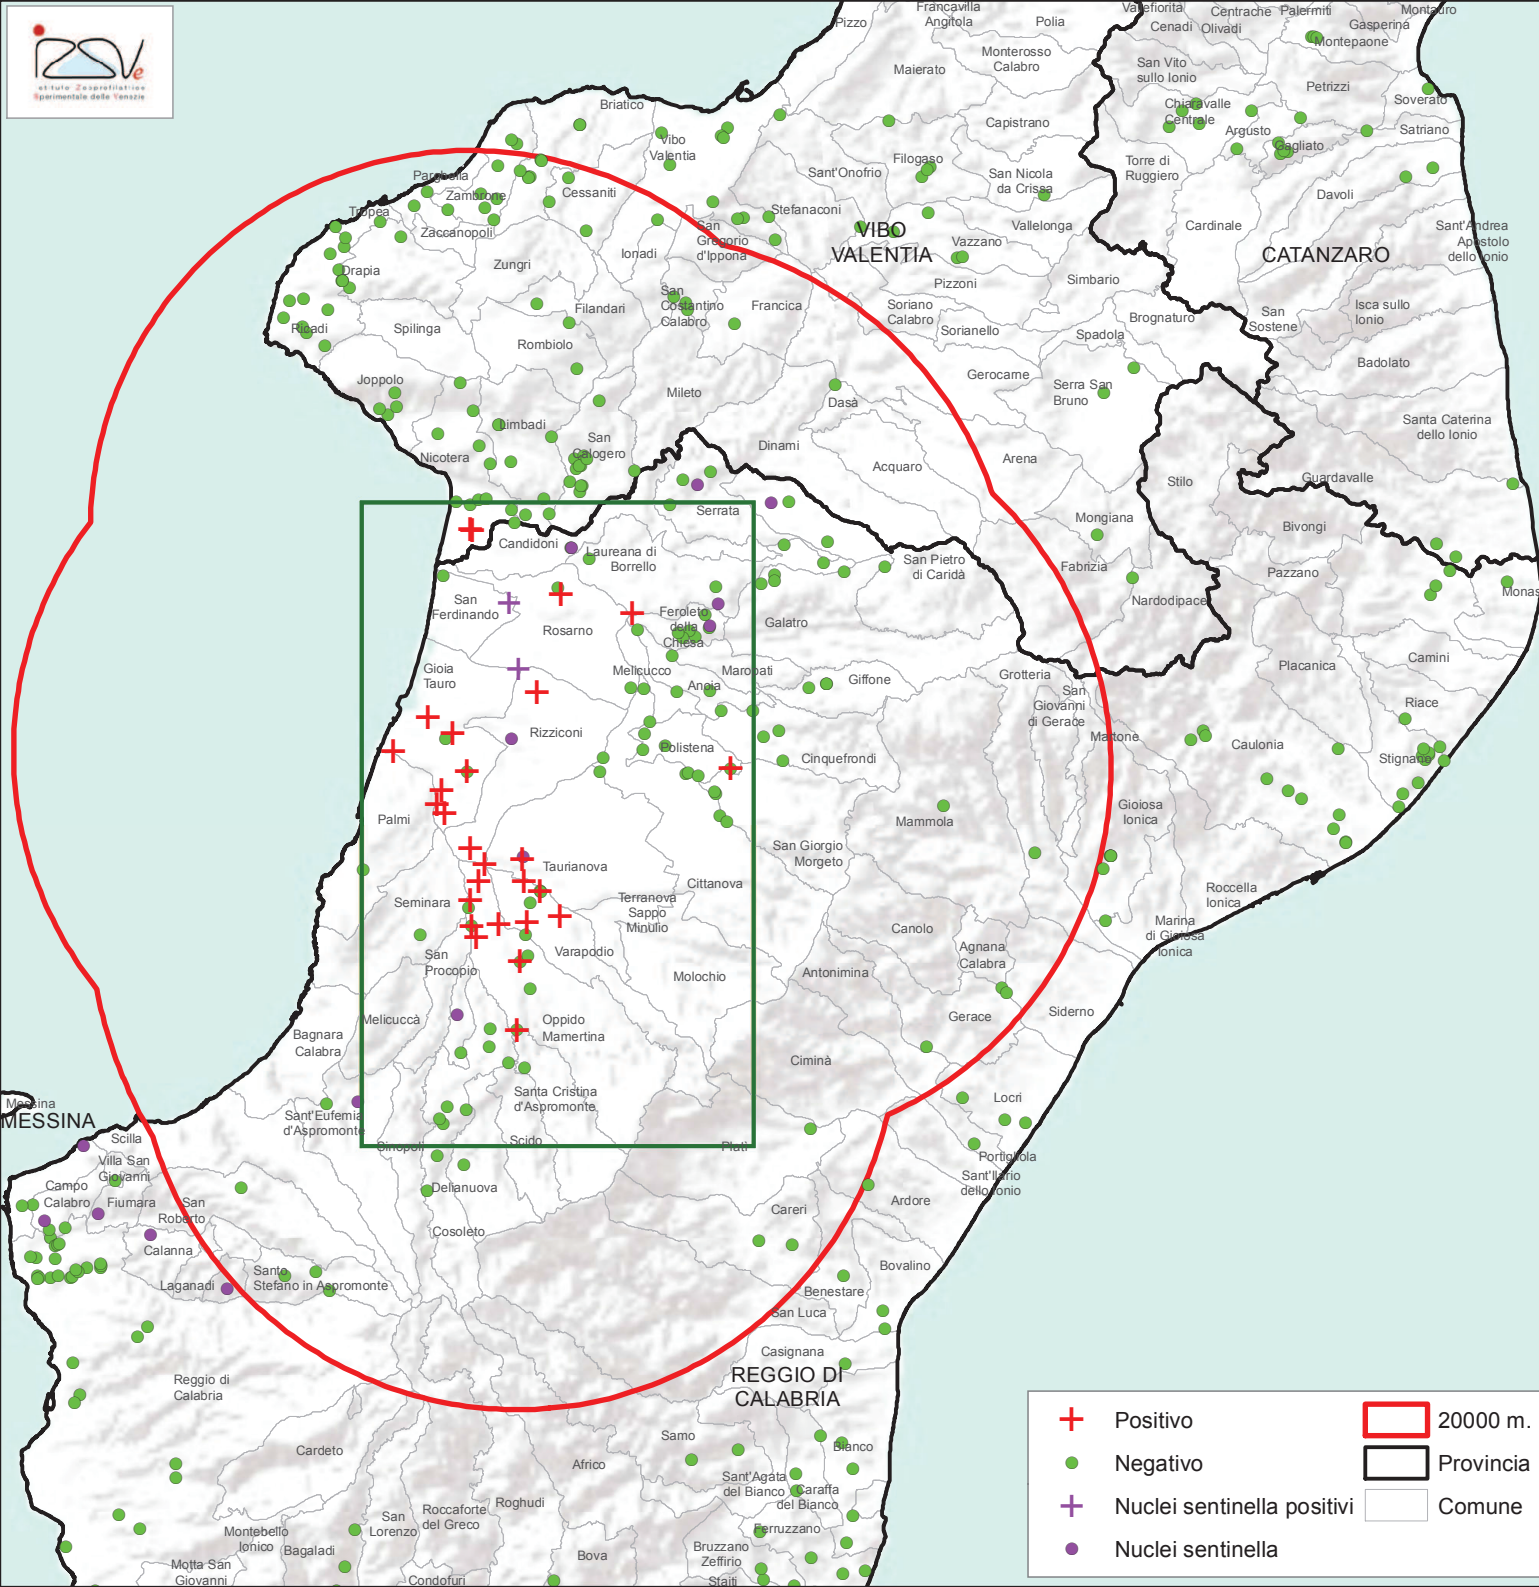 IZSVe
Istituto Zooprofilattico
Sperimentale delle Venezie
Pizzo
Francavilla
Angitola
Polia
Vallefiorita
Cenadi
Olivadi
Centrache
Palermiti
Gasperina
Montauro
Montepaone
Monterosso
Calabro
Maierato
San Vito
sullo Ionio
Petrizzi
Soverato
Briatico
Chiaravalle
Centrale
Capistrano
Argusto
Satriano
Gagliato
Vibo
Valentia
Filogaso
Sant'Onofrio
San Nicola
da Crissa
Torre di
Ruggiero
Davoli
Parghelia
Zambrone
Cessaniti
Tropea
Zaccanopoli
Stefanaconi
San
Gregorio
d'Ippona
VIBO
VALENTIA
Vallelonga
Cardinale
Sant'Andrea
Apostolo
dello Ionio
Vazzano
CATANZARO
Ionadi
Drapia
Zungri
Pizzoni
Simbario
San
Costantino
Calabro
Filandari
Francica
Soriano
Calabro
Sorianello
Brognaturo
San
Sostene
Isca sullo
Ionio
Ricadi
Spilinga
Rombiolo
Spadola
Badolato
Joppolo
Mileto
Gerocarne
Serra San
Bruno
Dasà
Santa Caterina
dello Ionio
Limbadi
San
Calogero
Dinami
Nicotera
Acquaro
Arena
Stilo
Guardavalle
Serrata
Mongiana
Bivongi
Candidoni
Laureana di
Borrello
San Pietro
di Caridà
Fabrizia
Pazzano
Monas
San
Ferdinando
Rosarno
Feroleto
della
Chiesa
Galatro
Nardodipace
Gioia
Tauro
Melicucco
Maropati
Anoia
Giffone
Grotteria
Placanica
Camini
San
Giovanni
di Gerace
Riace
Rizziconi
Polistena
Cinquefrondi
Martone
Caulonia
Stignano
Palmi
Mammola
Gioiosa
Ionica
San Giorgio
Morgeto
Taurianova
Cittanova
Seminara
Terranova
Sappo
Minulio
Roccella
Ionica
Marina
di Gioiosa
Ionica
Canolo
Agnana
Calabra
San
Procopio
Varapodio
Molochio
Antonimina
Melicuccà
Oppido
Mamertina
Gerace
Siderno
Bagnara
Calabra
Ciminà
Messina
MESSINA
Santa Cristina
d'Aspromonte
Locri
Sant'Eufemia
d'Aspromonte
Scilla
Sinopoli
Scido
Platì
Portigliola
Villa San
Giovanni
Campo
Calabro
Fiumara
San
Roberto
Delianuova
Sant'Ilario
dello Ionio
Ardore
Careri
Cosoleto
Calanna
Laganadi
Santo
Stefano in Aspromonte
Bovalino
Benestare
San Luca
Casignana
Reggio di
Calabria
REGGIO DI
CALABRIA
Cardeto
Samo
Bianco
Africo
Sant'Agata
del Bianco
Caraffa
del Bianco
Roghudi
Roccaforte
del Greco
San
Lorenzo
Montebello
Ionico
Bagaladi
Ferruzzano
Bruzzano
Zeffirio
Bova
Motta San
Giovanni
Condofuri
Staiti
Positivo
20000 m.
Negativo
Provincia
Nuclei sentinella positivi
Comune
Nuclei sentinella